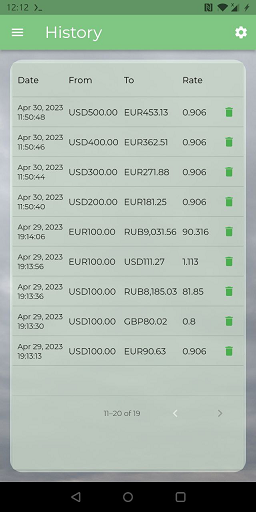 12:12
History
Date From To Rate
Apr 30, 2023
11:50:48
USD500.00 EUR453.13 0.906
Apr 30, 2023
11:50:46
USD400.00 EUR362.51 0.906
Apr 30, 2023
11:50:44
USD300.00 EUR271.88 0.906
Apr 30, 2023
11:50:40
USD200.00 EUR181.25 0.906
Apr 29, 2023
19:14:06
EUR100.00 RUB9,031.56 90.316
Apr 29, 2023
19:13:56
EUR100.00 USD111.27 1.113
Apr 29, 2023
19:13:36
USD100.00 RUB8,185.03 81.85
Apr 29, 2023
19:13:30
USD100.00 GBP80.02 0.8
Apr 29, 2023
19:13:13
USD100.00 EUR90.63 0.906
11–20 of 19